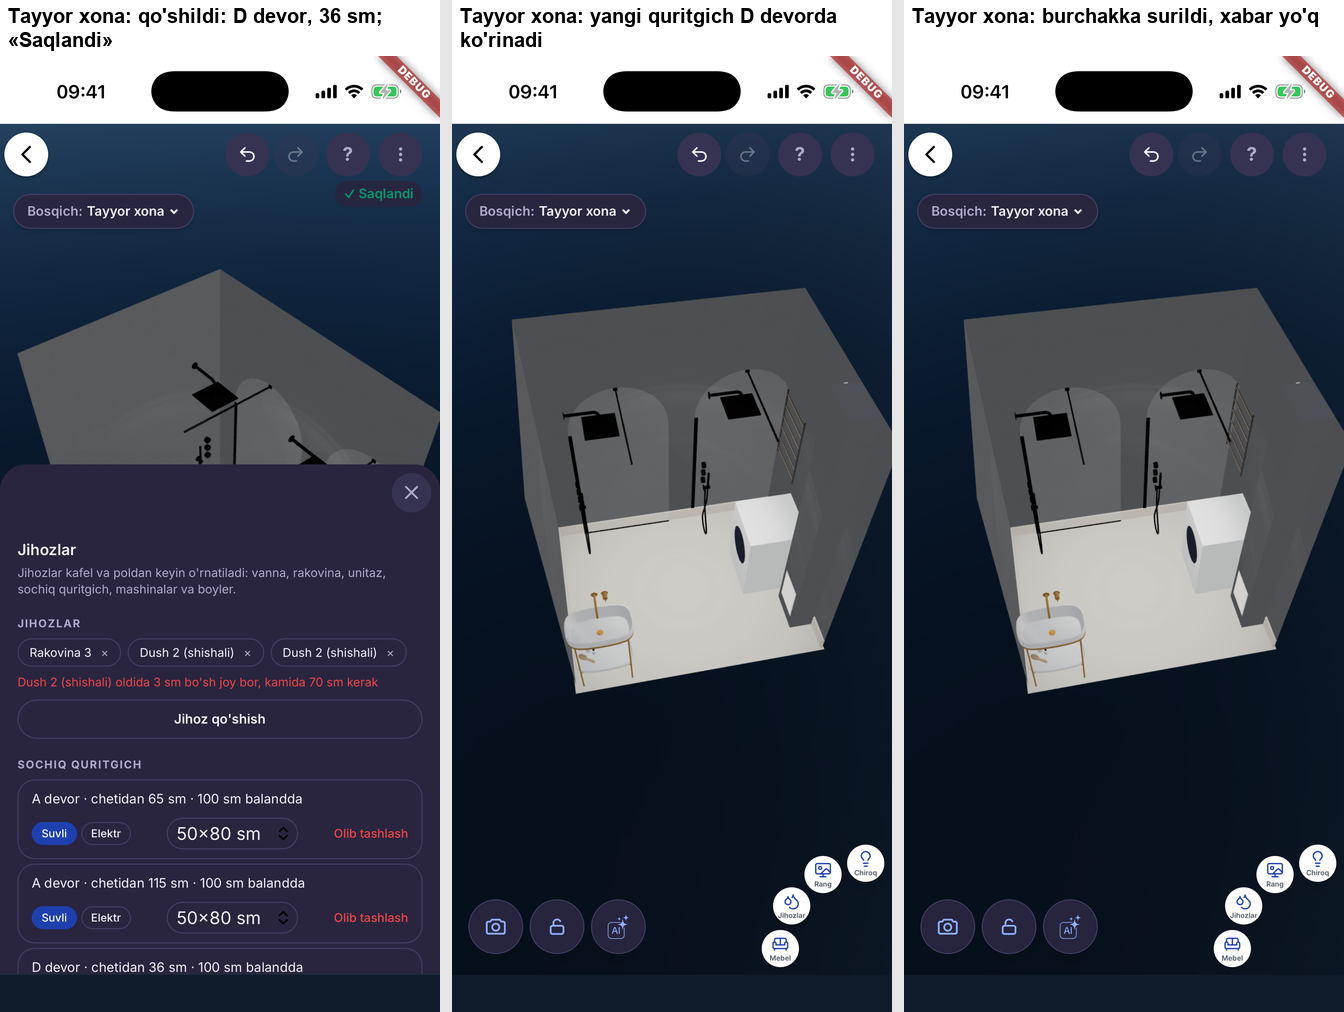 Tayyor xona: qo'shildi: D devor, 36 sm;
«Saqlandi»
09:41
DEBUG
?
✓ Saqlandi
Bosqich: Tayyor xona
Jihozlar
Jihozlar kafel va poldan keyin o'rnatiladi: vanna, rakovina, unitaz,
sochiq quritgich, mashinalar va boyler.
JIHOZLAR
Rakovina 3 ×
Dush 2 (shishali) ×
Dush 2 (shishali) ×
Dush 2 (shishali) oldida 3 sm bo'sh joy bor, kamida 70 sm kerak
Jihoz qo'shish
SOCHIQ QURITGICH
A devor · chetidan 65 sm · 100 sm balandda
Suvli
Elektr
50×80 sm
Olib tashlash
A devor · chetidan 115 sm · 100 sm balandda
Suvli
Elektr
50×80 sm
Olib tashlash
D devor · chetidan 36 sm · 100 sm balandda
Tayyor xona: yangi quritgich D devorda
ko'rinadi
09:41
DEBUG
?
Bosqich: Tayyor xona
Chiroq
Rang
Jihozlar
Mebel
AI
Tayyor xona: burchakka surildi, xabar yo'q
09:41
DEBUG
?
Bosqich: Tayyor xona
Chiroq
Rang
Jihozlar
Mebel
AI